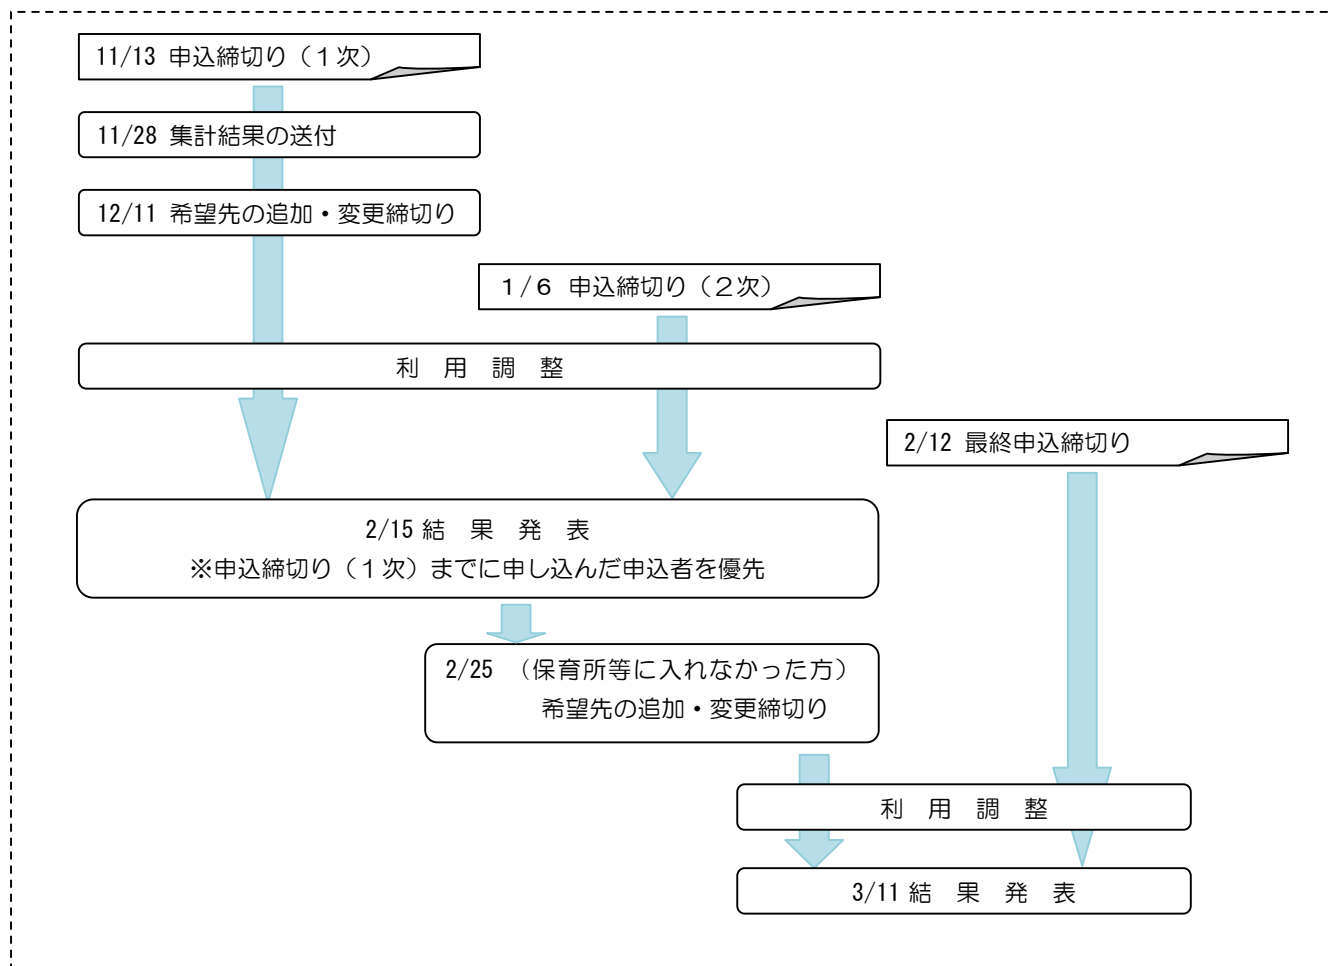 11/13 申込締切り（１次）
11/28 集計結果の送付
12/11 希望先の追加・変更締切り
１/６ 申込締切り（２次）
利　用　調　整
2/12 最終申込締切り
2/15 結　果　発　表
※申込締切り（１次）までに申し込んだ申込者を優先
2/25 （保育所等に入れなかった方）
希望先の追加・変更締切り
利　用　調　整
3/11 結　果　発　表